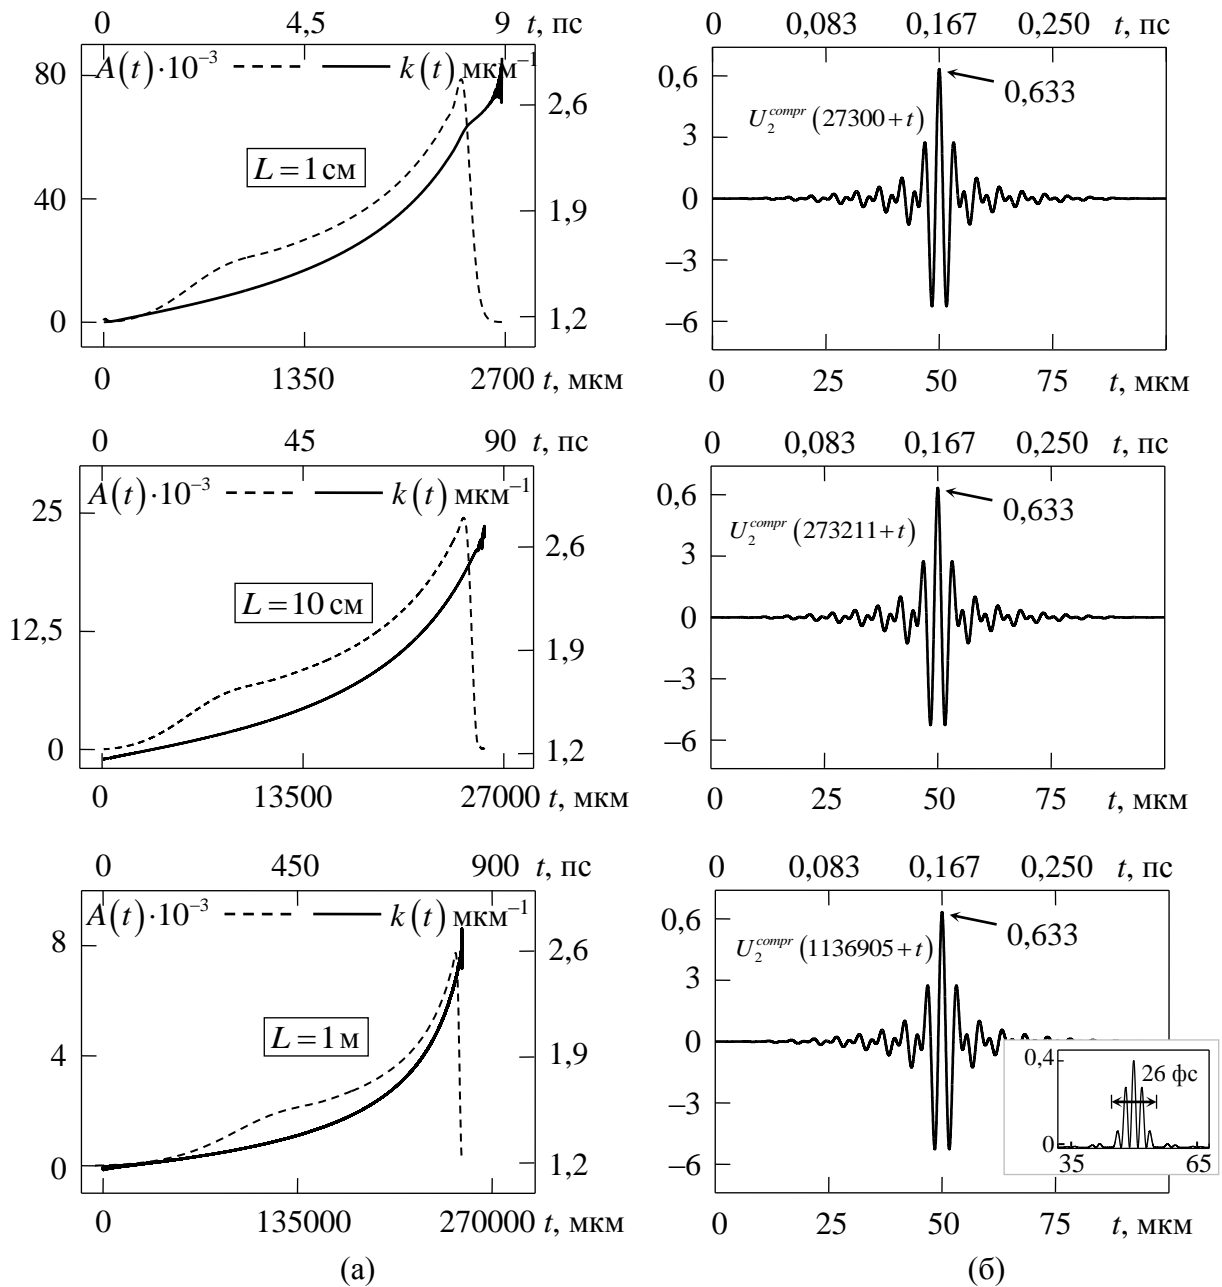 0 4,5 9 t, пс
A(t)·10⁻³ k(t) мкм⁻¹
80
40
0
2,6
1,9
1,2
L = 1 см
0 1350 2700 t, мкм
0 0,083 0,167 0,250 t, пс
0,6
3
0
−3
−6
0,633
U₂^compr (27300+t)
0 25 50 75 t, мкм
0 45 90 t, пс
A(t)·10⁻³ k(t) мкм⁻¹
25
12,5
0
2,6
1,9
1,2
L = 10 см
0 13500 27000 t, мкм
0 0,083 0,167 0,250 t, пс
0,6
3
0
−3
−6
0,633
U₂^compr (273211+t)
0 25 50 75 t, мкм
0 450 900 t, пс
A(t)·10⁻³ k(t) мкм⁻¹
8
4
0
2,6
1,9
1,2
L = 1 м
0 135000 270000 t, мкм
(а)
0 0,083 0,167 0,250 t, пс
0,6
3
0
−3
−6
0,633
U₂^compr (1136905+t)
0,4
0
26 фс
35 65
0 25 50 75 t, мкм
(б)